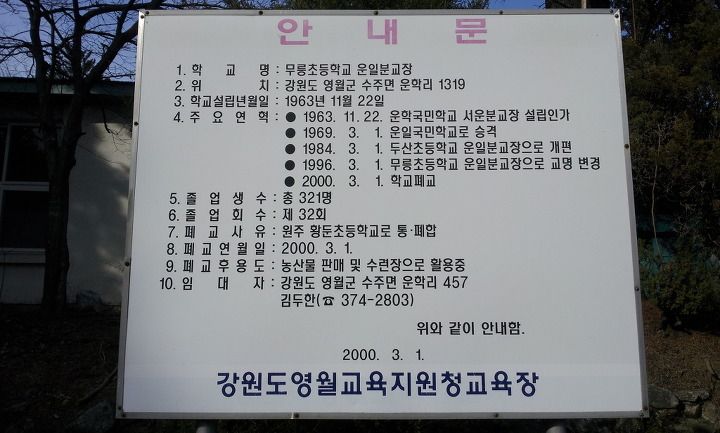 안 내 문
1. 학 교 명 : 무릉초등학교 운일분교장
2. 위 치 : 강원도 영월군 수주면 운학리 1319
3. 학교설립년월일 : 1963년 11월 22일
4. 주 요 연 혁 : ● 1963. 11. 22. 운학국민학교 서운분교장 설립인가
● 1969. 3. 1. 운일국민학교로 승격
● 1984. 3. 1. 두산초등학교 운일분교장으로 개편
● 1996. 3. 1. 무릉초등학교 운일분교장으로 교명 변경
● 2000. 3. 1. 학교폐교
5. 졸 업 생 수 : 총 321명
6. 졸 업 회 수 : 제 32회
7. 폐 교 사 유 : 원주 황둔초등학교로 통·폐합
8. 폐 교 연 월 일 : 2000. 3. 1.
9. 폐 교 후 용 도 : 농산물 판매 및 수련장으로 활용중
10. 임 대 자 : 강원도 영월군 수주면 운학리 457
김두한(☎ 374-2803)
위와 같이 안내함.
2000. 3. 1.
강원도영월교육지원청교육장